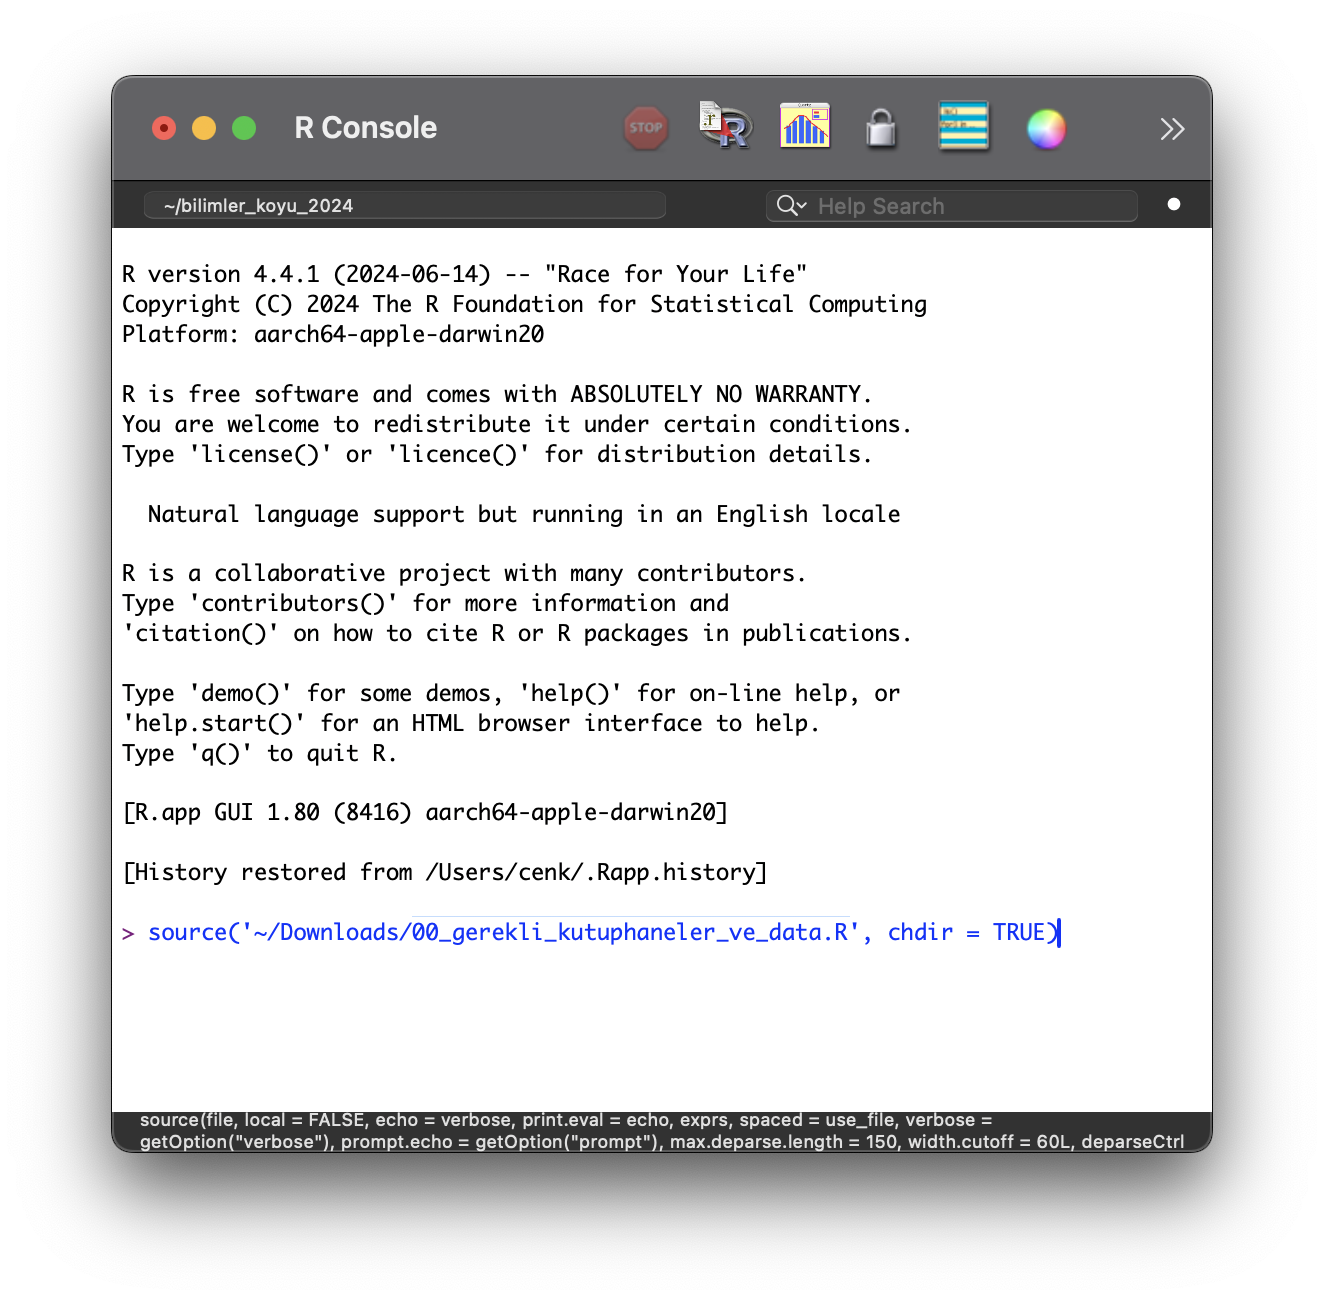 R Console
STOP
~/bilimler_koyu_2024
Help Search
R version 4.4.1 (2024-06-14) -- "Race for Your Life"
Copyright (C) 2024 The R Foundation for Statistical Computing
Platform: aarch64-apple-darwin20
R is free software and comes with ABSOLUTELY NO WARRANTY.
You are welcome to redistribute it under certain conditions.
Type 'license()' or 'licence()' for distribution details.
Natural language support but running in an English locale
R is a collaborative project with many contributors.
Type 'contributors()' for more information and
'citation()' on how to cite R or R packages in publications.
Type 'demo()' for some demos, 'help()' for on-line help, or
'help.start()' for an HTML browser interface to help.
Type 'q()' to quit R.
[R.app GUI 1.80 (8416) aarch64-apple-darwin20]
[History restored from /Users/cenk/.Rapp.history]
> source('~/Downloads/00_gerekli_kutuphaneler_ve_data.R', chdir = TRUE)
source(file, local = FALSE, echo = verbose, print.eval = echo, exprs, spaced = use_file, verbose =
getOption("verbose"), prompt.echo = getOption("prompt"), max.deparse.length = 150, width.cutoff = 60L, deparseCtrl